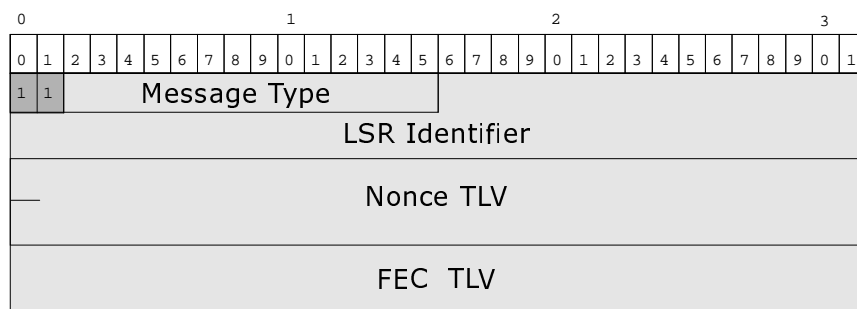 0 1 2 3
0 1 2 3 4 5 6 7 8 9 0 1 2 3 4 5 6 7 8 9 0 1 2 3 4 5 6 7 8 9 0 1
1 1 Message Type
LSR Identifier
Nonce TLV
FEC TLV